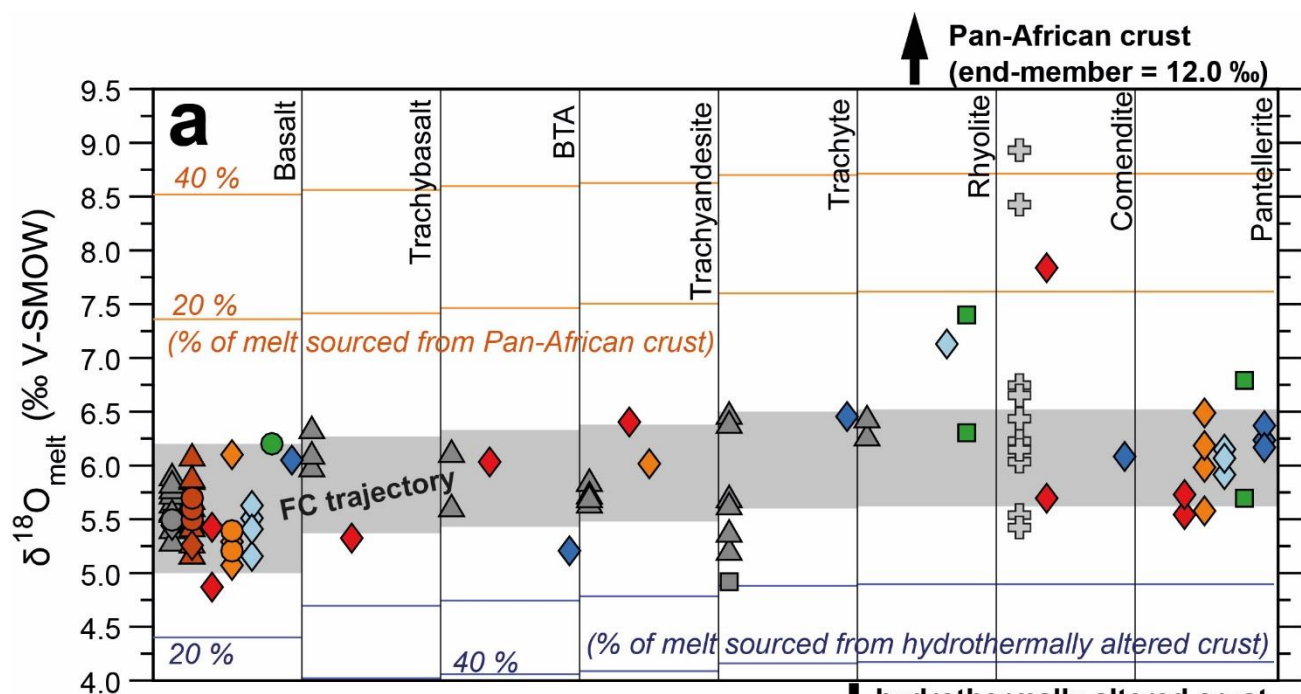 Pan-African crust
(end-member = 12.0 ‰)
a
Basalt
Trachybasalt
BTA
Trachyandesite
Trachyte
Rhyolite
Comendite
Pantellerite
9.5
9.0
8.5
8.0
7.5
7.0
6.5
6.0
5.5
5.0
4.5
4.0
δ18Omelt (‰ V-SMOW)
40 %
20 %
(% of melt sourced from Pan-African crust)
FC trajectory
(% of melt sourced from hydrothermally altered crust)
20 %
40 %
hydrothermally altered crust